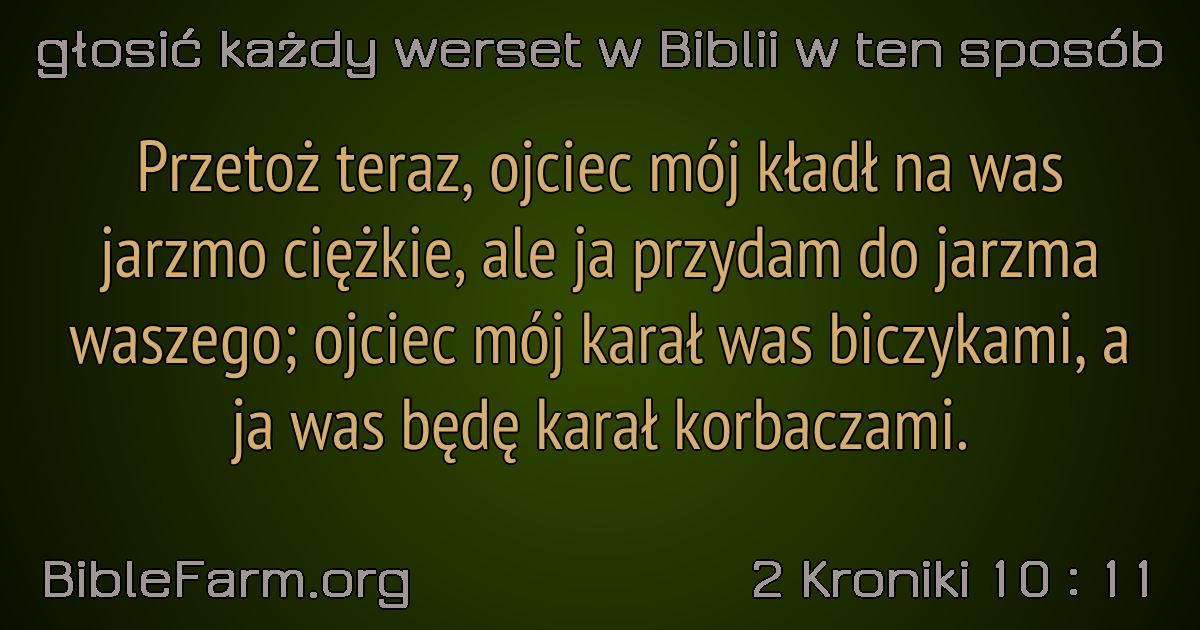 głosić każdy werset w Biblii w ten sposób
Przetoż teraz, ojciec mój kładł na was
jarzmo ciężkie, ale ja przydam do jarzma
waszego; ojciec mój karał was biczykami, a
ja was będę karał korbaczami.
BibleFarm.org
2 Kroniki 10 : 11